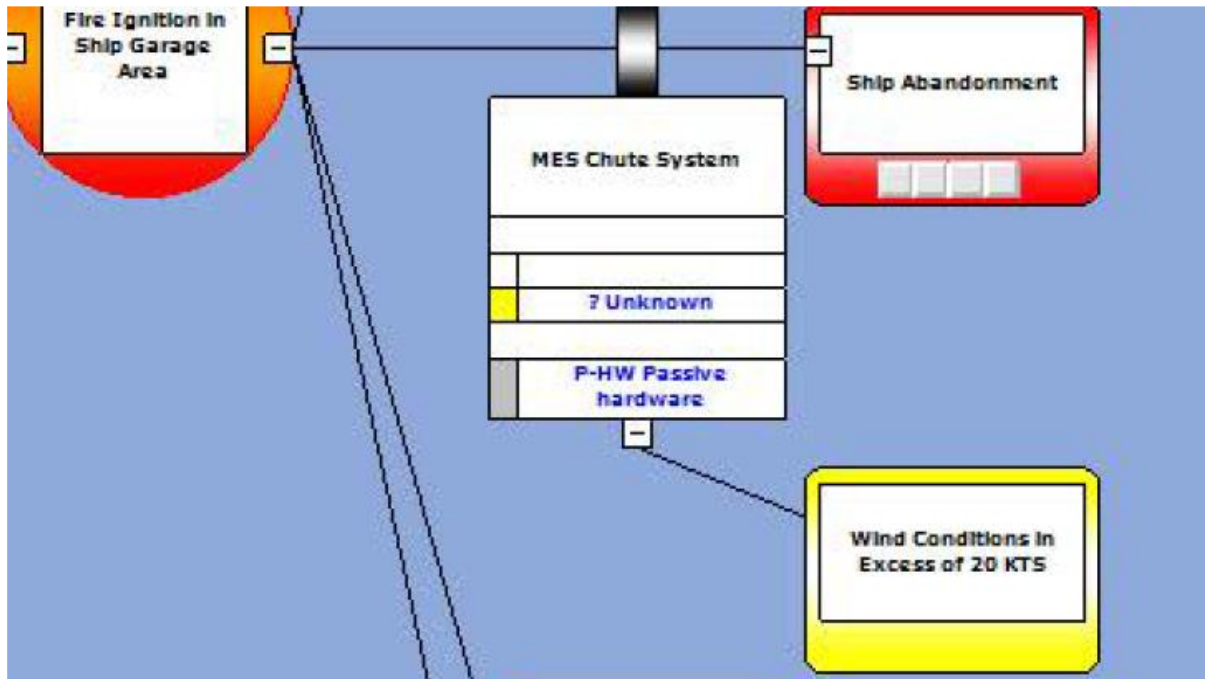 Fire Ignition in
Ship Garage
Area
Ship Abandonment
MES Chute System
? Unknown
P-HW Passive
hardware
Wind Conditions in
Excess of 20 KTS